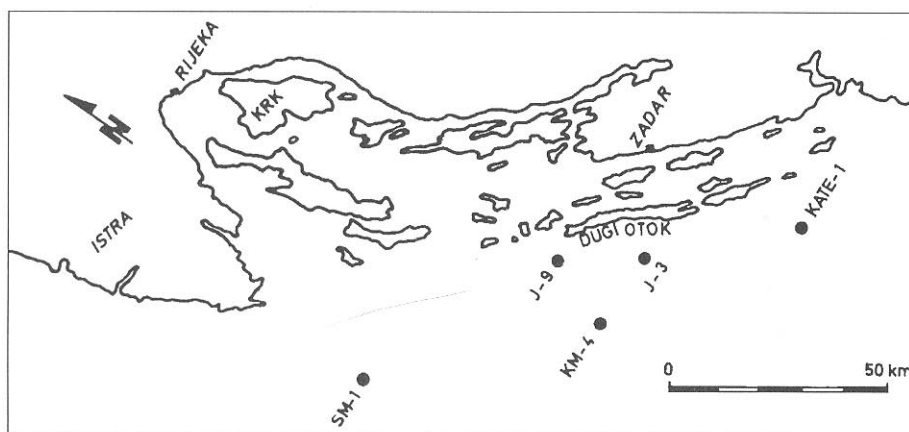 RIJEKA
KRK
N
ISTRA
ZADAR
DUGI OTOK
KATE-1
J-9
J-3
KM-4
SM-1
0
50 km